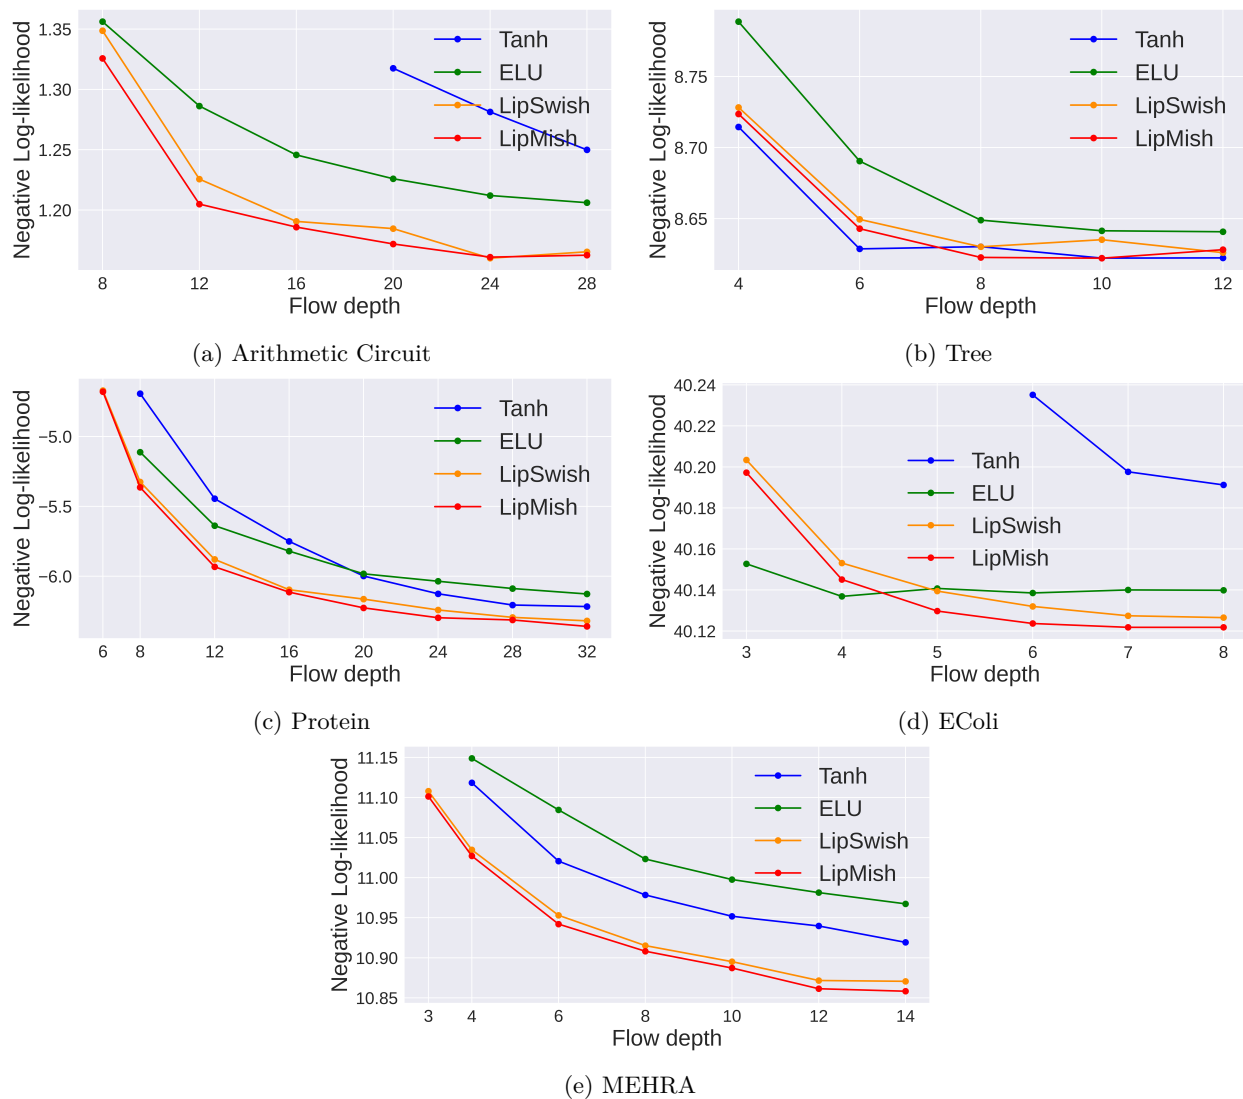 Negative Log-likelihood
1.35
1.30
1.25
1.20
Tanh
ELU
LipSwish
LipMish
8 12 16 20 24 28
Flow depth
(a) Arithmetic Circuit
Negative Log-likelihood
8.75
8.70
8.65
Tanh
ELU
LipSwish
LipMish
4 6 8 10 12
Flow depth
(b) Tree
Negative Log-likelihood
−5.0
−5.5
−6.0
Tanh
ELU
LipSwish
LipMish
6 8 12 16 20 24 28 32
Flow depth
(c) Protein
Negative Log-likelihood
40.24
40.22
40.20
40.18
40.16
40.14
40.12
Tanh
ELU
LipSwish
LipMish
3 4 5 6 7 8
Flow depth
(d) EColi
Negative Log-likelihood
11.15
11.10
11.05
11.00
10.95
10.90
10.85
Tanh
ELU
LipSwish
LipMish
3 4 6 8 10 12 14
Flow depth
(e) MEHRA